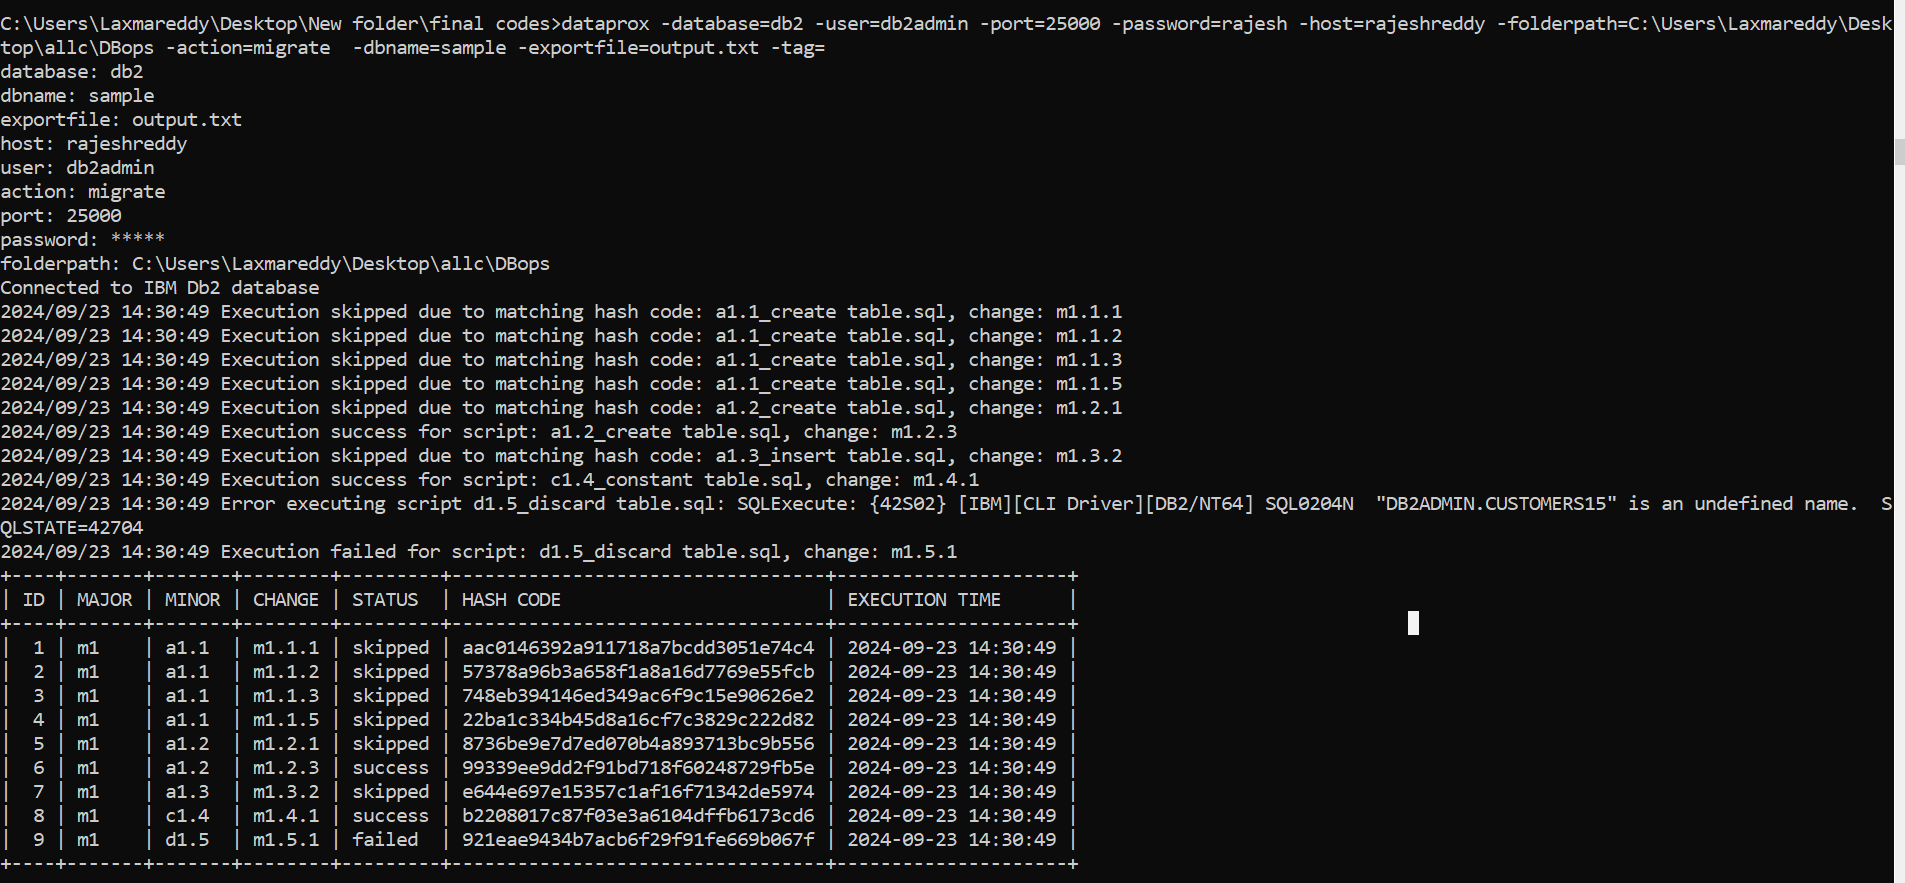 C:\Users\Laxmareddy\Desktop\New folder\final codes>dataprox -database=db2 -user=db2admin -port=25000 -password=rajesh -host=rajeshreddy -folderpath=C:\Users\Laxmareddy\Desk
top\allc\DBops -action=migrate  -dbname=sample -exportfile=output.txt -tag=
database: db2
dbname: sample
exportfile: output.txt
host: rajeshreddy
user: db2admin
action: migrate
port: 25000
password: *****
folderpath: C:\Users\Laxmareddy\Desktop\allc\DBops
Connected to IBM Db2 database
2024/09/23 14:30:49 Execution skipped due to matching hash code: a1.1_create table.sql, change: m1.1.1
2024/09/23 14:30:49 Execution skipped due to matching hash code: a1.1_create table.sql, change: m1.1.2
2024/09/23 14:30:49 Execution skipped due to matching hash code: a1.1_create table.sql, change: m1.1.3
2024/09/23 14:30:49 Execution skipped due to matching hash code: a1.1_create table.sql, change: m1.1.5
2024/09/23 14:30:49 Execution skipped due to matching hash code: a1.2_create table.sql, change: m1.2.1
2024/09/23 14:30:49 Execution success for script: a1.2_create table.sql, change: m1.2.3
2024/09/23 14:30:49 Execution skipped due to matching hash code: a1.3_insert table.sql, change: m1.3.2
2024/09/23 14:30:49 Execution success for script: c1.4_constant table.sql, change: m1.4.1
2024/09/23 14:30:49 Error executing script d1.5_discard table.sql: SQLExecute: {42S02} [IBM][CLI Driver][DB2/NT64] SQL0204N  "DB2ADMIN.CUSTOMERS15" is an undefined name.  S
QLSTATE=42704
2024/09/23 14:30:49 Execution failed for script: d1.5_discard table.sql, change: m1.5.1
+----+-------+-------+--------+---------+----------------------------------+---------------------+
| ID | MAJOR | MINOR | CHANGE | STATUS  | HASH CODE                        | EXECUTION TIME      |
+----+-------+-------+--------+---------+----------------------------------+---------------------+
|  1 | m1    | a1.1  | m1.1.1 | skipped | aac0146392a911718a7bcdd3051e74c4 | 2024-09-23 14:30:49 |
|  2 | m1    | a1.1  | m1.1.2 | skipped | 57378a96b3a658f1a8a16d7769e55fcb | 2024-09-23 14:30:49 |
|  3 | m1    | a1.1  | m1.1.3 | skipped | 748eb394146ed349ac6f9c15e90626e2 | 2024-09-23 14:30:49 |
|  4 | m1    | a1.1  | m1.1.5 | skipped | 22ba1c334b45d8a16cf7c3829c222d82 | 2024-09-23 14:30:49 |
|  5 | m1    | a1.2  | m1.2.1 | skipped | 8736be9e7d7ed070b4a893713bc9b556 | 2024-09-23 14:30:49 |
|  6 | m1    | a1.2  | m1.2.3 | success | 99339ee9dd2f91bd718f60248729fb5e | 2024-09-23 14:30:49 |
|  7 | m1    | a1.3  | m1.3.2 | skipped | e644e697e15357c1af16f71342de5974 | 2024-09-23 14:30:49 |
|  8 | m1    | c1.4  | m1.4.1 | success | b2208017c87f03e3a6104dffb6173cd6 | 2024-09-23 14:30:49 |
|  9 | m1    | d1.5  | m1.5.1 | failed  | 921eae9434b7acb6f29f91fe669b067f | 2024-09-23 14:30:49 |
+----+-------+-------+--------+---------+----------------------------------+---------------------+